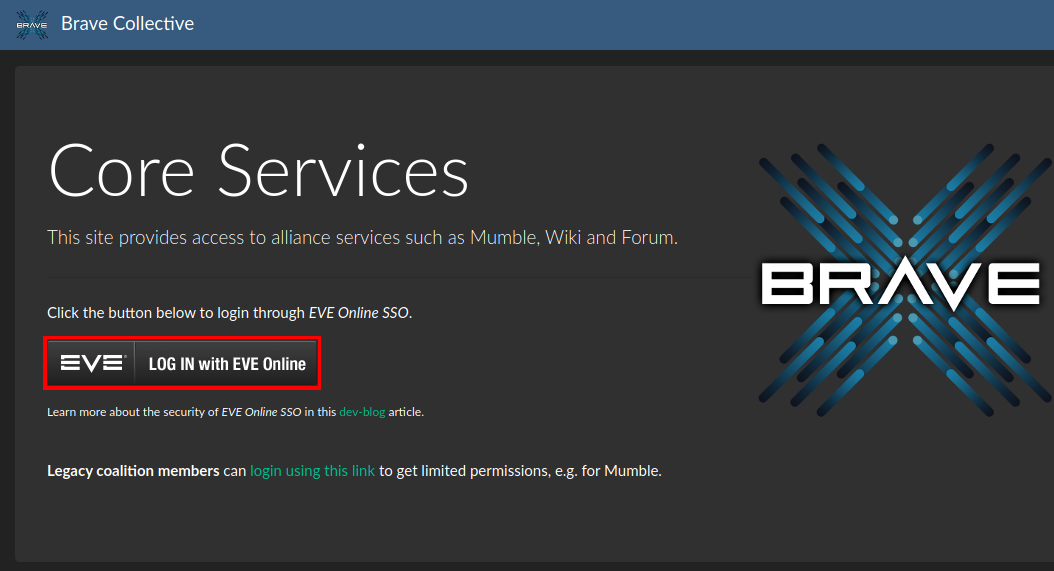 BRAVE Brave Collective
Core Services
This site provides access to alliance services such as Mumble, Wiki and Forum.
BRAVE
Click the button below to login through EVE Online SSO.
EVE LOG IN with EVE Online
Learn more about the security of EVE Online SSO in this dev-blog article.
Legacy coalition members can login using this link to get limited permissions, e.g. for Mumble.